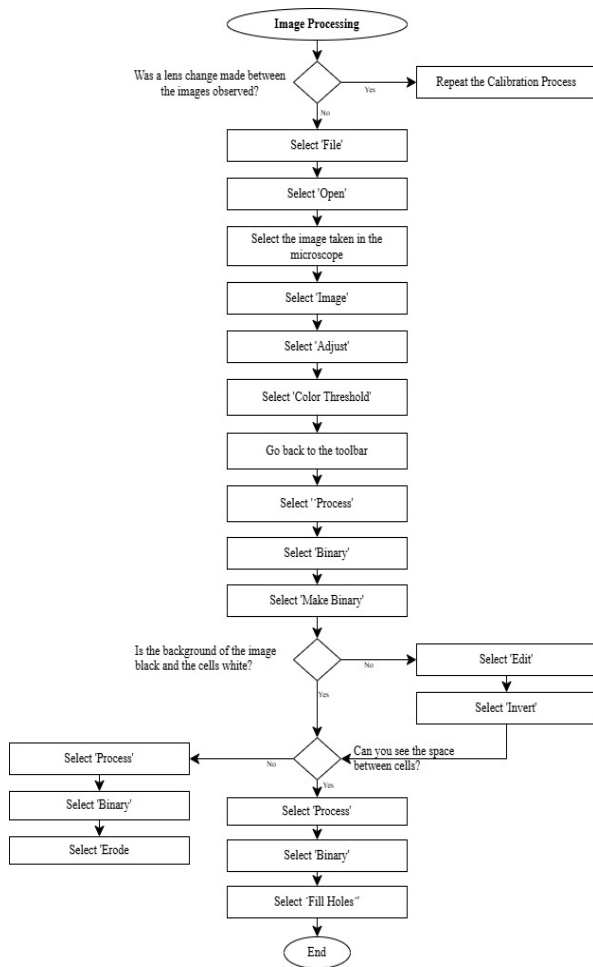 Image Processing
Was a lens change made between
the images observed?
Yes
Repeat the Calibration Process
No
Select 'File'
Select 'Open'
Select the image taken in the
microscope
Select 'Image'
Select 'Adjust'
Select 'Color Threshold'
Go back to the toolbar
Select '´Process'
Select 'Binary'
Select 'Make Binary'
Is the background of the image
black and the cells white?
No
Select 'Edit'
Yes
Select 'Invert'
Can you see the space
between cells?
No
Select 'Process'
Select 'Binary'
Select 'Erode
Yes
Select 'Process'
Select 'Binary'
Select ´Fill Holes´'
End